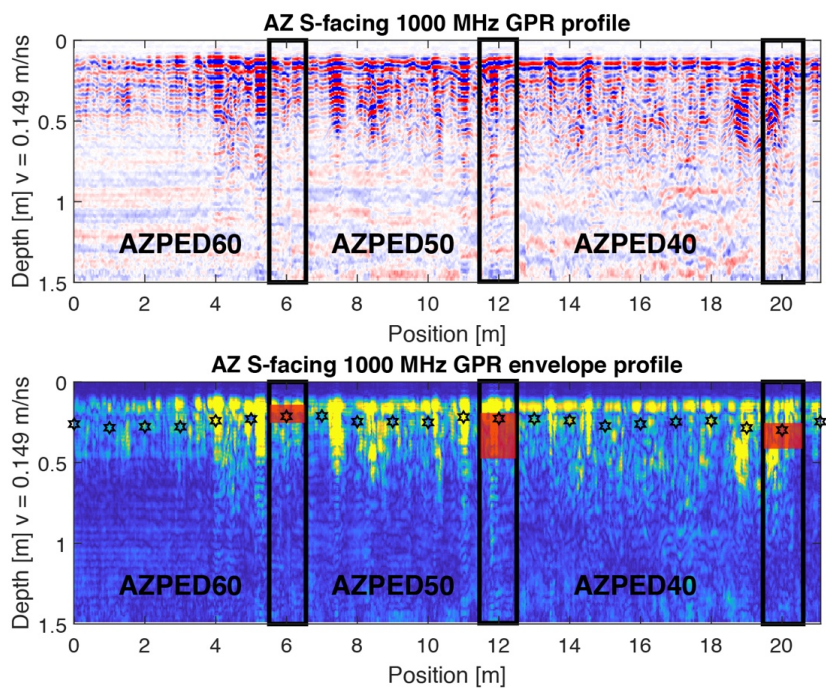 AZ S-facing 1000 MHz GPR profile
0
0.5
1
1.5
Depth [m] v = 0.149 m/ns
AZPED60 AZPED50 AZPED40
0 2 4 6 8 10 12 14 16 18 20
Position [m]
AZ S-facing 1000 MHz GPR envelope profile
0
0.5
1
1.5
Depth [m] v = 0.149 m/ns
AZPED60 AZPED50 AZPED40
0 2 4 6 8 10 12 14 16 18 20
Position [m]